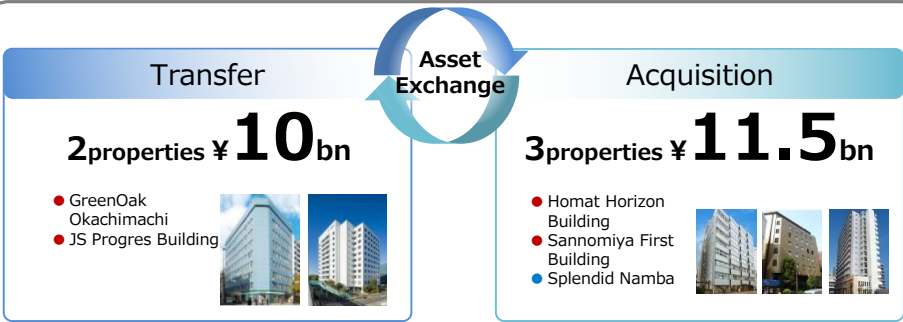 Asset
Exchange
Transfer
2properties ¥ 10bn
GreenOak
Okachimachi
JS Progres Building
Acquisition
3properties ¥ 11.5bn
Homat Horizon
Building
Sannomiya First
Building
Splendid Namba